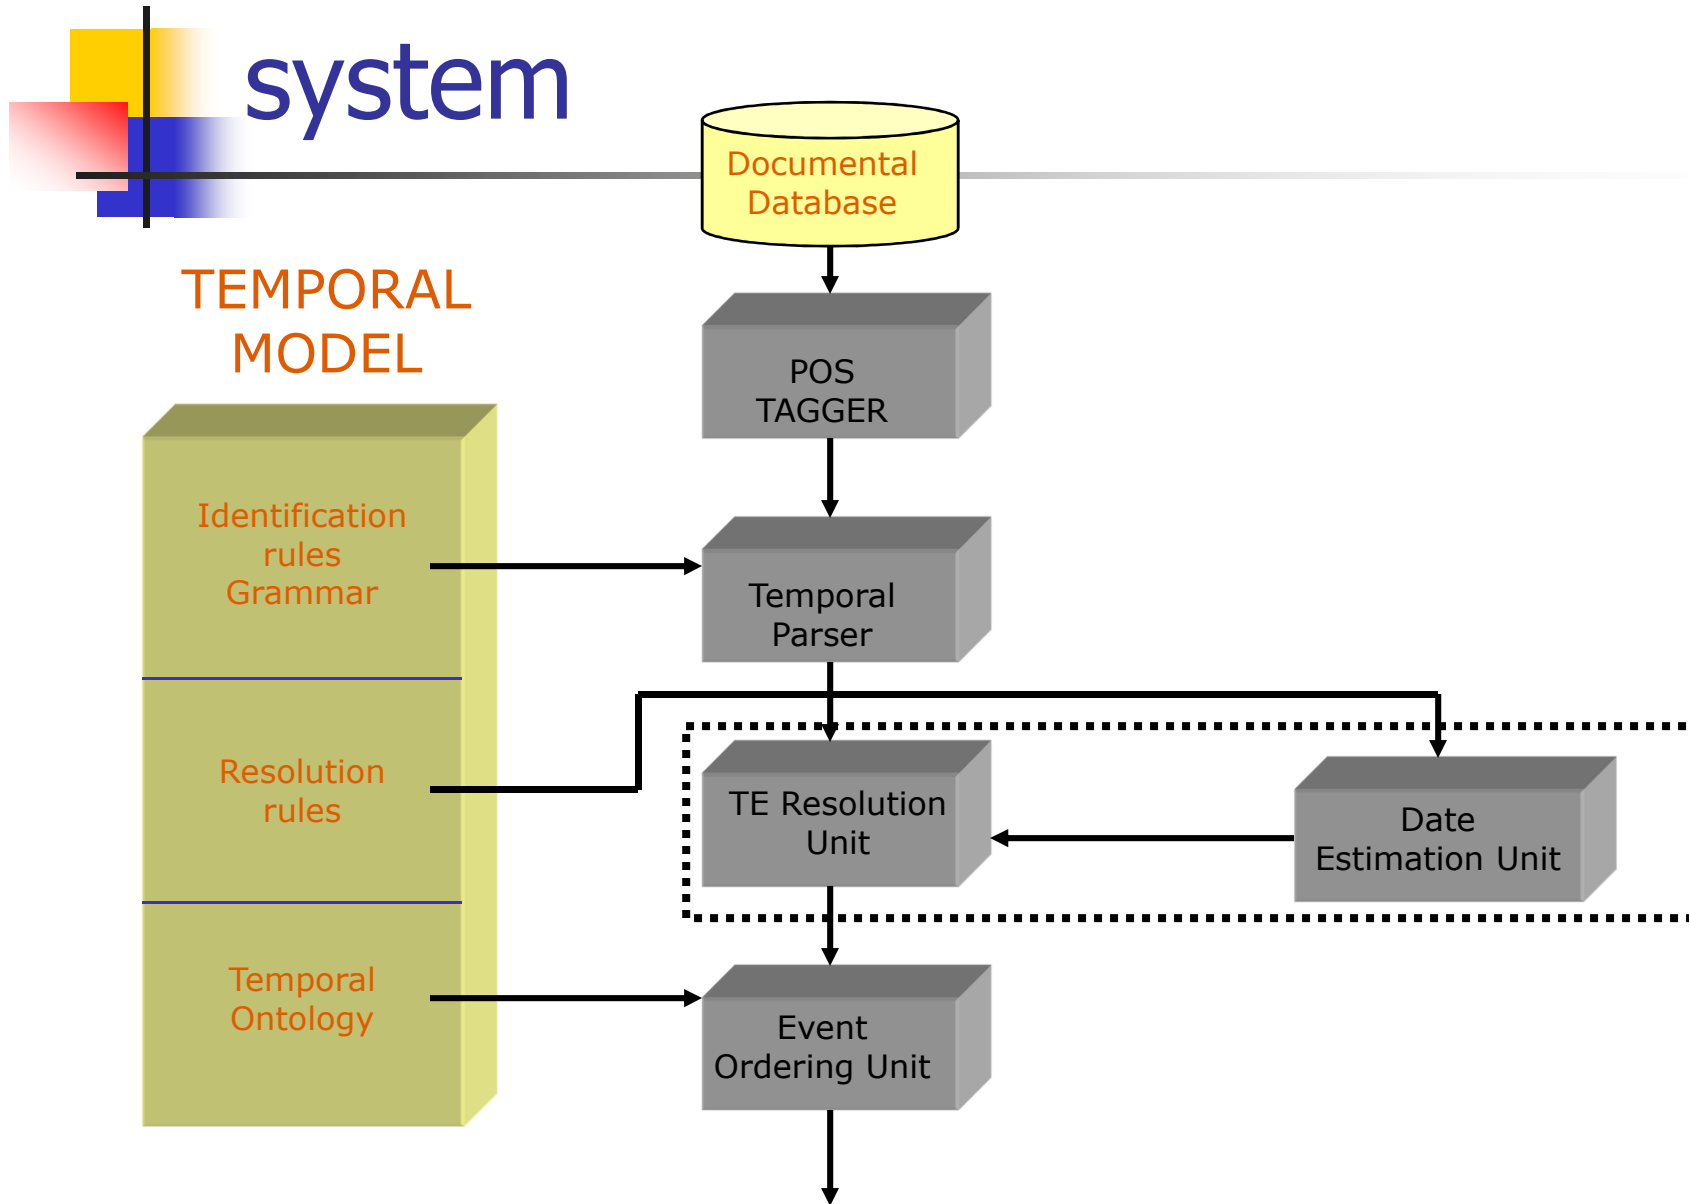 system
Documental
Database
TEMPORAL
MODEL
POS
TAGGER
Identification
rules
Grammar
Temporal
Parser
Resolution
rules
TE Resolution
Unit
Date
Estimation Unit
Temporal
Ontology
Event
Ordering Unit